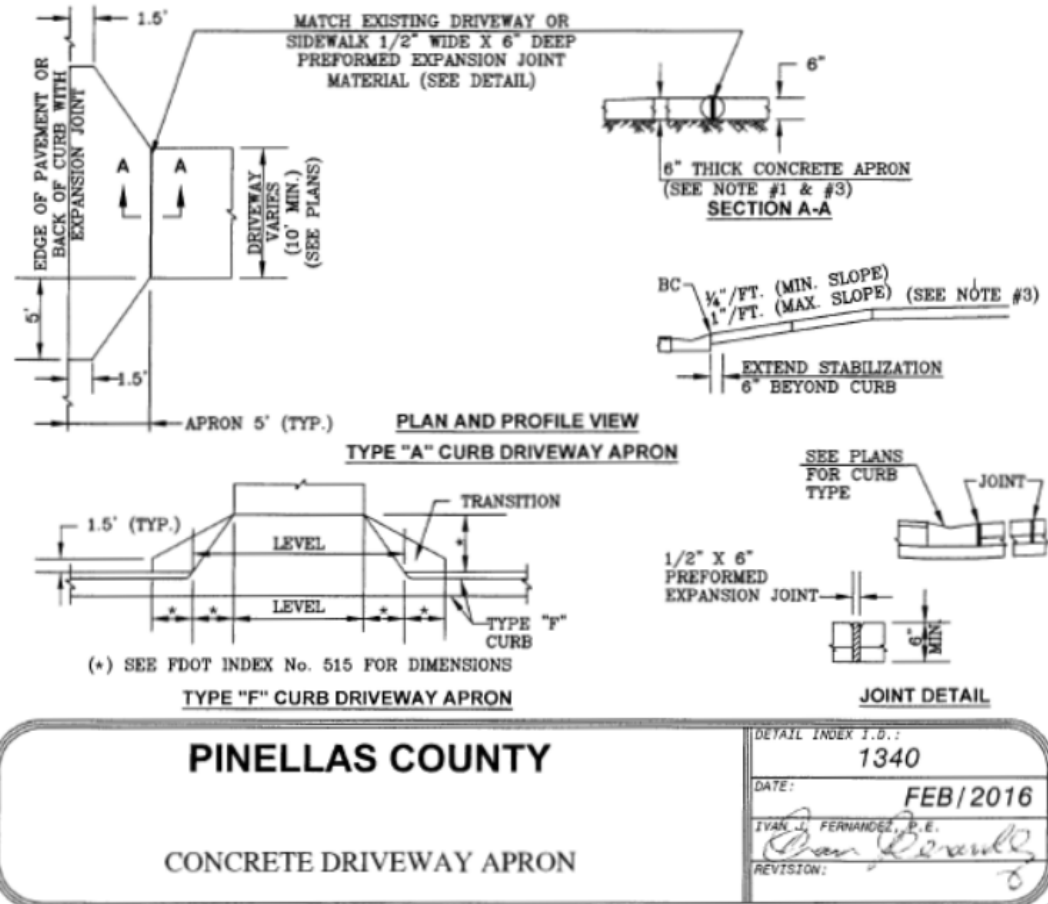 1.5'
MATCH EXISTING DRIVEWAY OR
SIDEWALK 1/2" WIDE X 6" DEEP
PREFORMED EXPANSION JOINT
MATERIAL (SEE DETAIL)
EDGE OF PAVEMENT OR
BACK OF CURB WITH
EXPANSION JOINT
A
A
DRIVEWAY
VARIES
(10' MIN.)
(SEE PLANS)
5'
1.5'
APRON 5' (TYP.)
6"
6" THICK CONCRETE APRON
(SEE NOTE #1 & #3)
SECTION A-A
BC
¼"/FT. (MIN. SLOPE)
1"/FT. (MAX. SLOPE) (SEE NOTE #3)
EXTEND STABILIZATION
6" BEYOND CURB
PLAN AND PROFILE VIEW
TYPE "A" CURB DRIVEWAY APRON
1.5' (TYP.)
TRANSITION
LEVEL
*
LEVEL
* * * *
TYPE "F"
CURB
(*) SEE FDOT INDEX No. 515 FOR DIMENSIONS
TYPE "F" CURB DRIVEWAY APRON
SEE PLANS
FOR CURB
TYPE
JOINT
1/2" X 6"
PREFORMED
EXPANSION JOINT
6"
MIN.
JOINT DETAIL
PINELLAS COUNTY
CONCRETE DRIVEWAY APRON
DETAIL INDEX I.D.:
1340
DATE:
FEB/2016
IVAN J. FERNANDEZ, P.E.
REVISION: